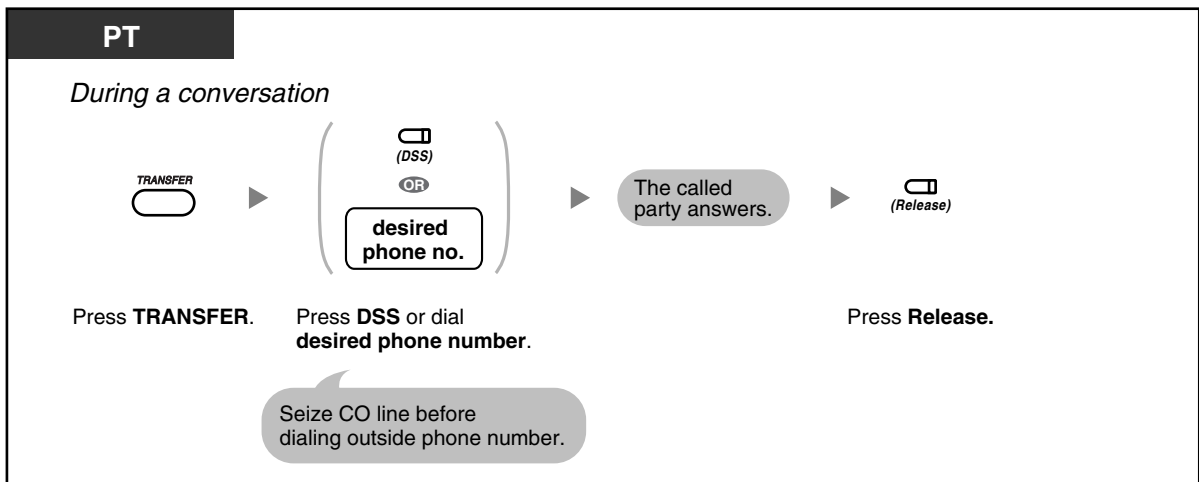 PT
During a conversation
TRANSFER
(DSS)
OR
desired
phone no.
The called
party answers.
(Release)
Press TRANSFER.
Press DSS or dial
desired phone number.
Press Release.
Seize CO line before
dialing outside phone number.